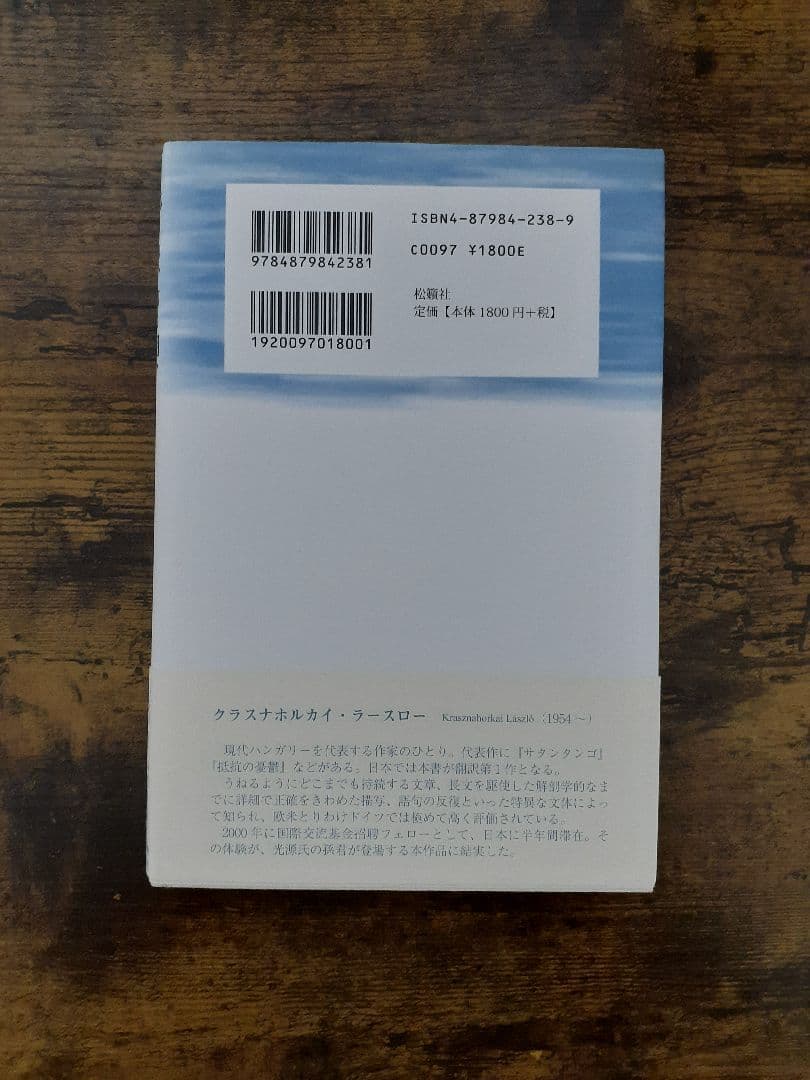 ISBN4-87984-238-9
C0097 ¥1800E
9784879842381
松籟社
定価【本体1800円+税】
1920097018001
クラスナホルカイ・ラースロー Krasznahorkai László (1954〜)
現代ハンガリーを代表する作家のひとり。代表作に『サタンタンゴ』
『抵抗の憂鬱』などがある。日本では本書が翻訳第1作となる。
うねるようにどこまでも持続する文章、長文を駆使した解剖学的なま
でに詳細で正確をきわめた描写、語句の反復といった特異な文体によっ
て知られ、欧米とりわけドイツでは極めて高く評価されている。
2000年に国際交流基金招聘フェローとして、日本に半年間滞在。そ
の体験が、光源氏の孫君が登場する本作品に結実した。